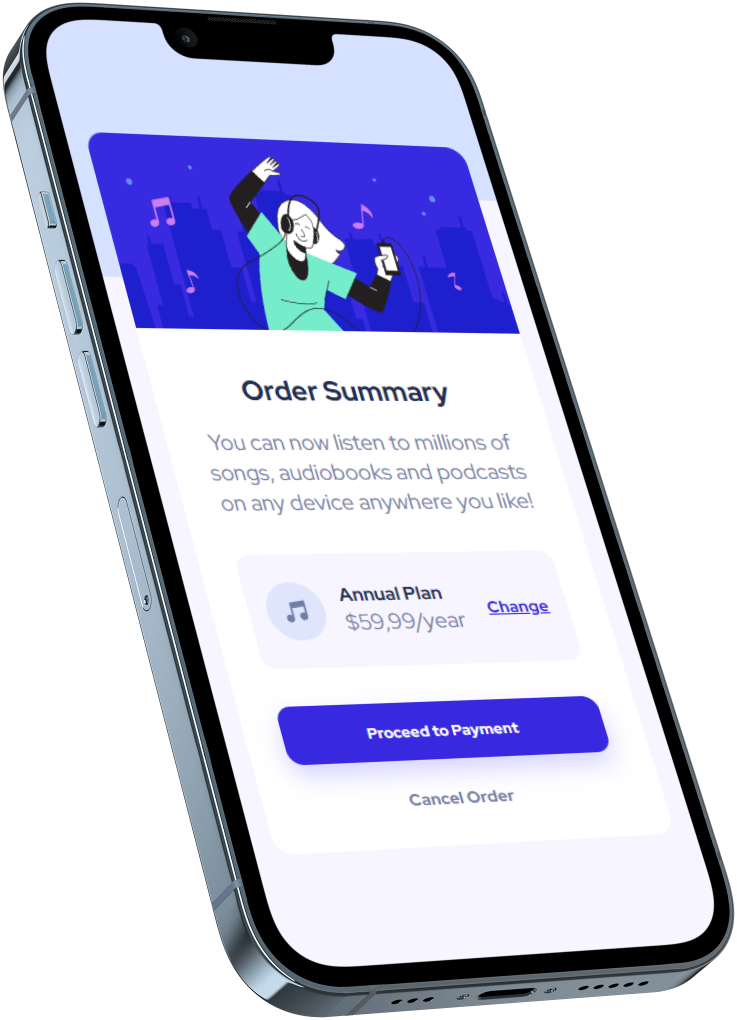 Order Summary
You can now listen to millions of
songs, audiobooks and podcasts
on any device anywhere you like!
Annual Plan
$59,99/year
Change
Proceed to Payment
Cancel Order